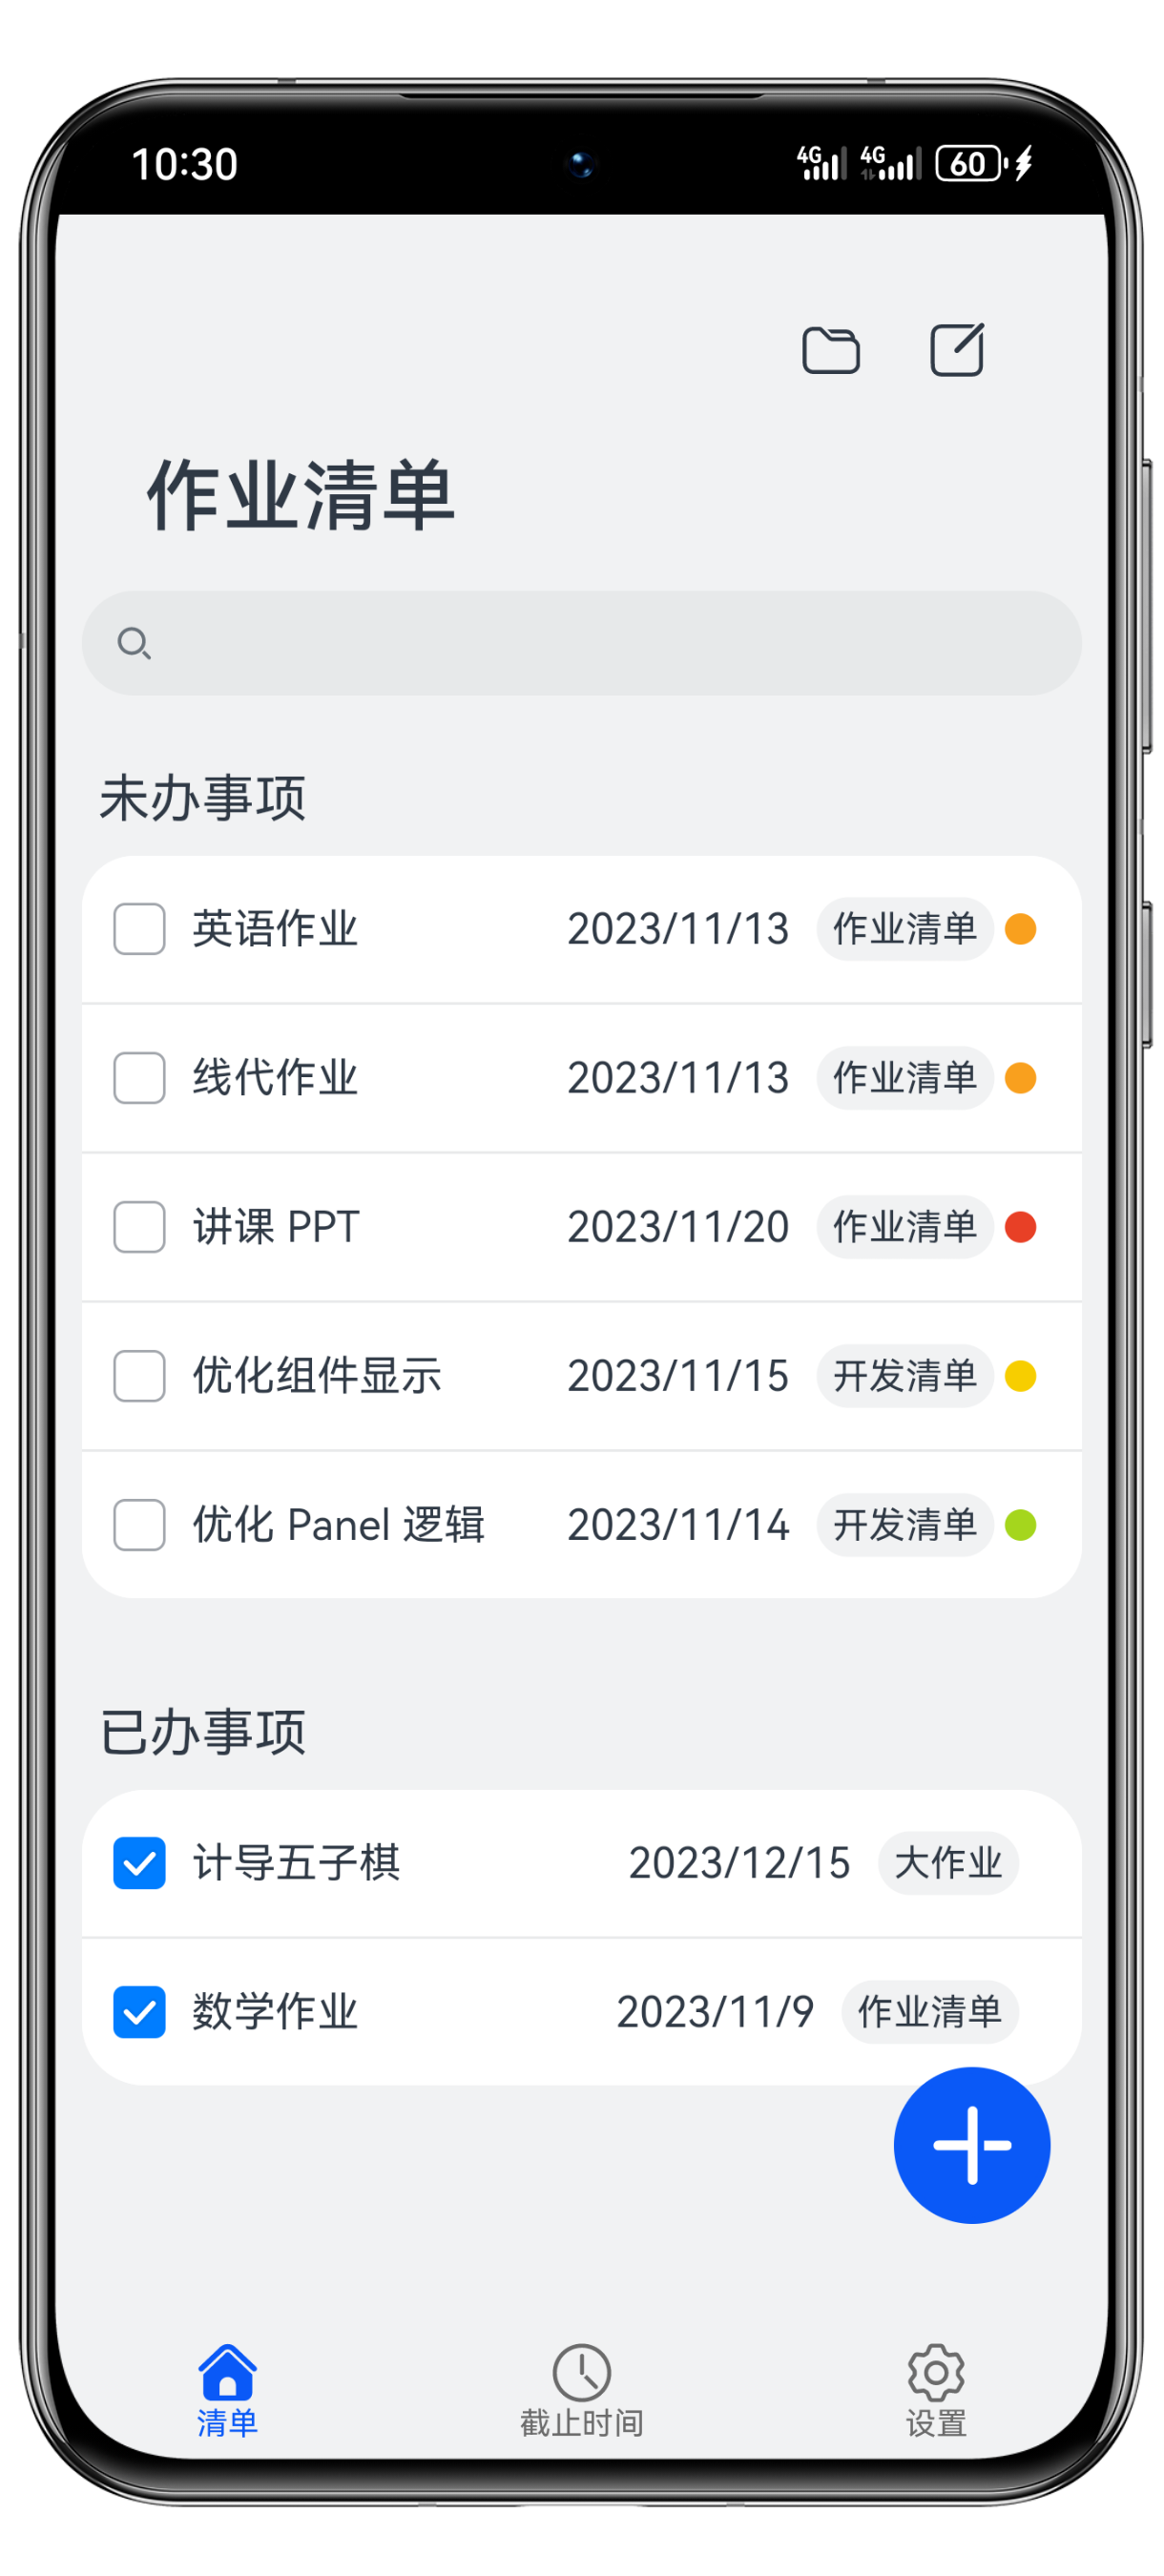 10:30 4G 4G 60
作业清单
未办事项
英语作业 2023/11/13 作业清单
线代作业 2023/11/13 作业清单
讲课 PPT 2023/11/20 作业清单
优化组件显示 2023/11/15 开发清单
优化 Panel 逻辑 2023/11/14 开发清单
已办事项
计导五子棋 2023/12/15 大作业
数学作业 2023/11/9 作业清单
清单 截止时间 设置